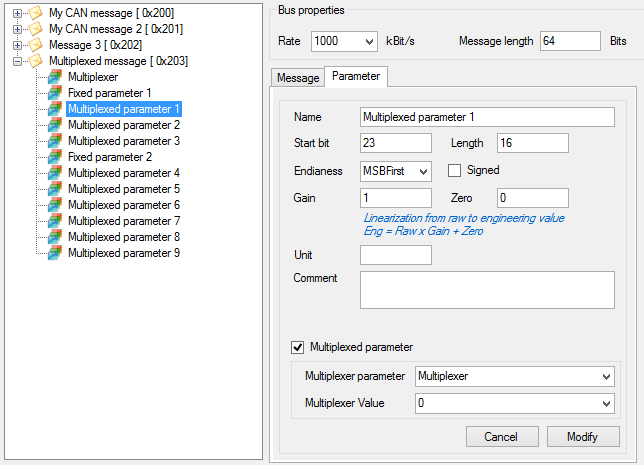 My CAN message [ 0x200]
My CAN message 2 [ 0x201]
Message 3 [ 0x202]
Multiplexed message [ 0x203]
Multiplexer
Fixed parameter 1
Multiplexed parameter 1
Multiplexed parameter 2
Multiplexed parameter 3
Fixed parameter 2
Multiplexed parameter 4
Multiplexed parameter 5
Multiplexed parameter 6
Multiplexed parameter 7
Multiplexed parameter 8
Multiplexed parameter 9
Bus properties
Rate 1000 kBit/s Message length 64 Bits
Message Parameter
Name Multiplexed parameter 1
Start bit 23 Length 16
Endianess MSBFirst Signed
Gain 1 Zero 0
Linearization from raw to engineering value
Eng = Raw x Gain + Zero
Unit
Comment
Multiplexed parameter
Multiplexer parameter Multiplexer
Multiplexer Value 0
Cancel Modify